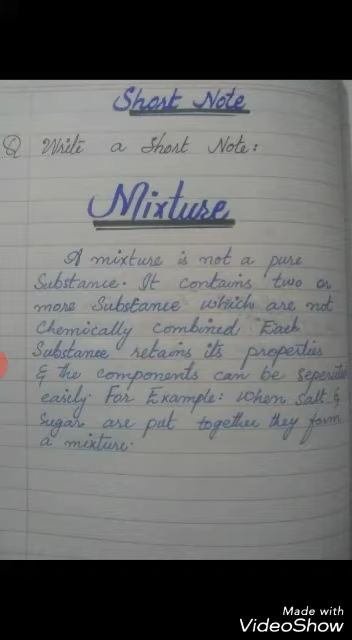 Short Note
Q Write a Short Note:
Mixture
A mixture is not a pure
Substance. It contains two or
more Substance which are not
Chemically combined Each
Substance retains its properties
& the components can be seperate
easily. For Example: When Salt &
Sugar are put together they form
a mixture.
Made with
VideoShow